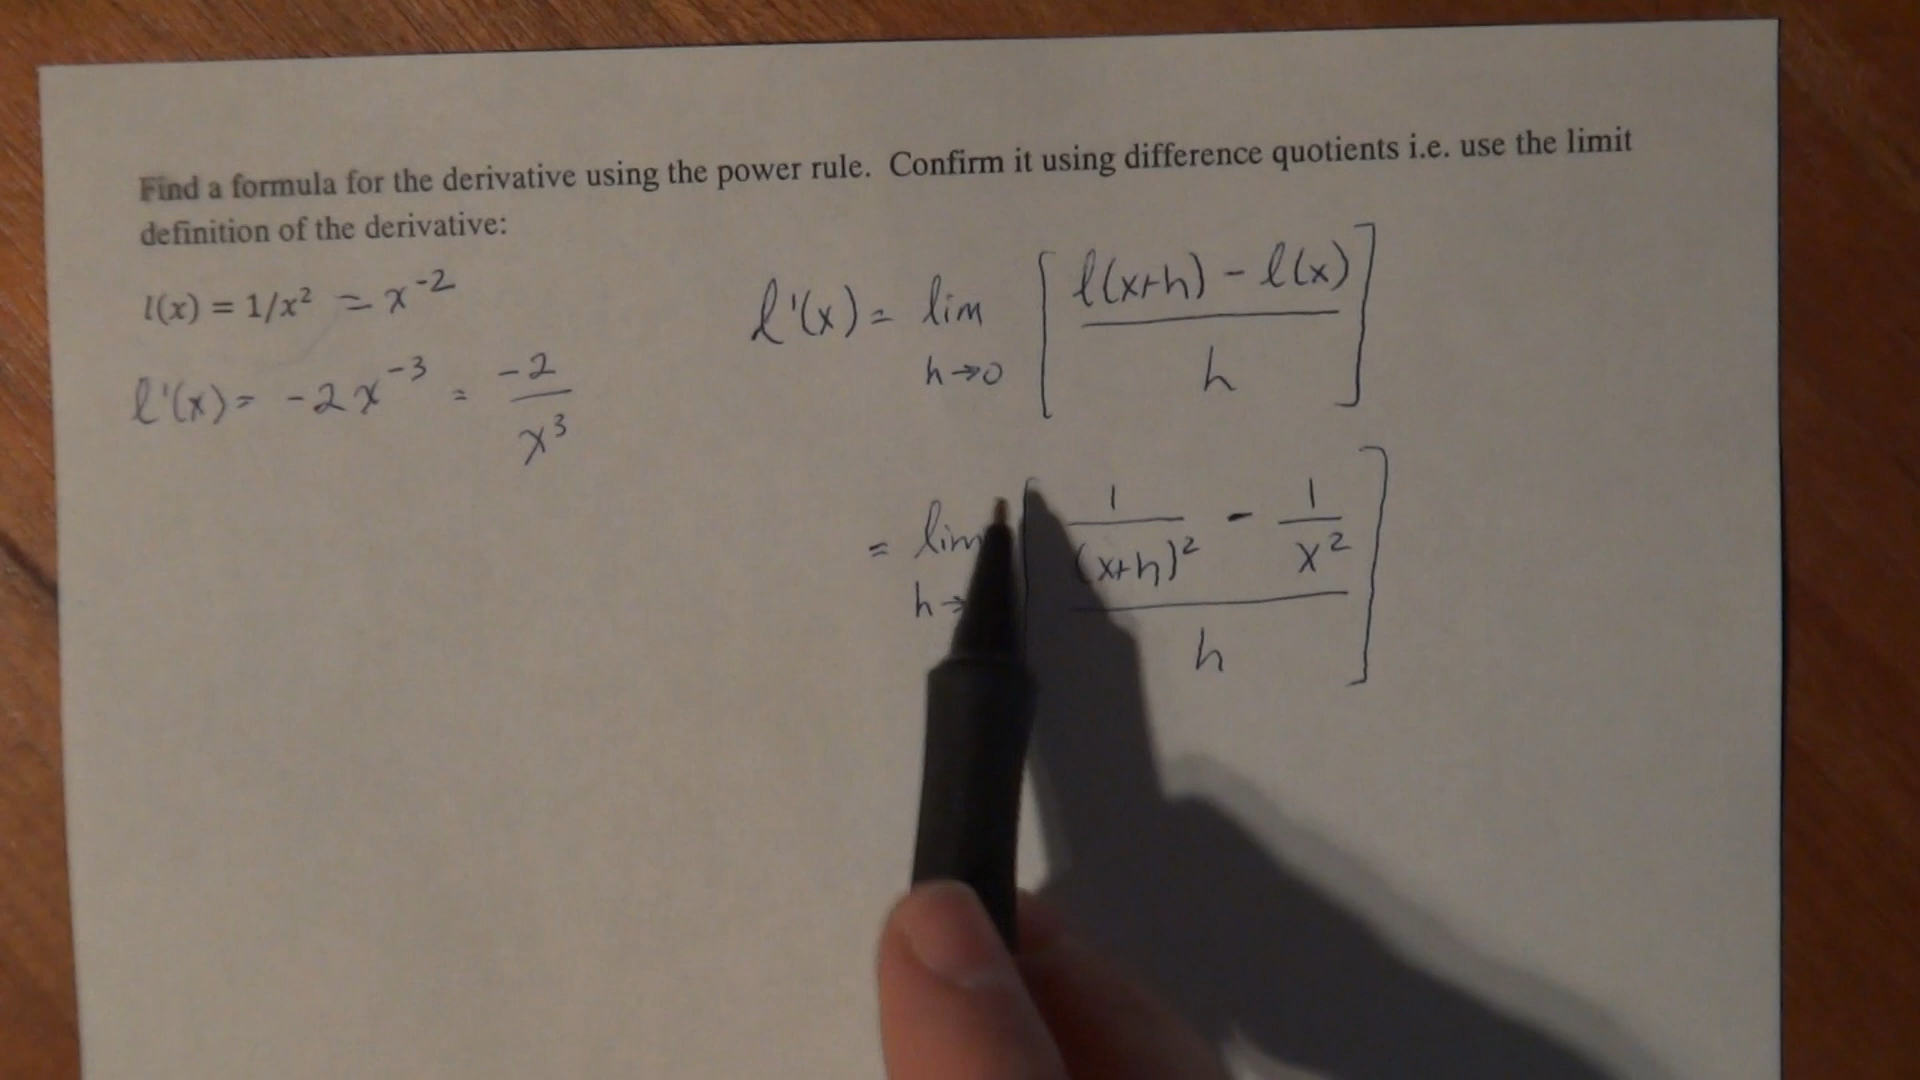 Find a formula for the derivative using the power rule. Confirm it using difference quotients i.e. use the limit
definition of the derivative:
l(x) = 1/x² = x⁻²
l'(x) = -2x⁻³ = -2/x³
l'(x) = lim h→0 [ (l(x+h) - l(x)) / h ]
= lim h→ [ (1/(x+h)² - 1/x²) / h ]